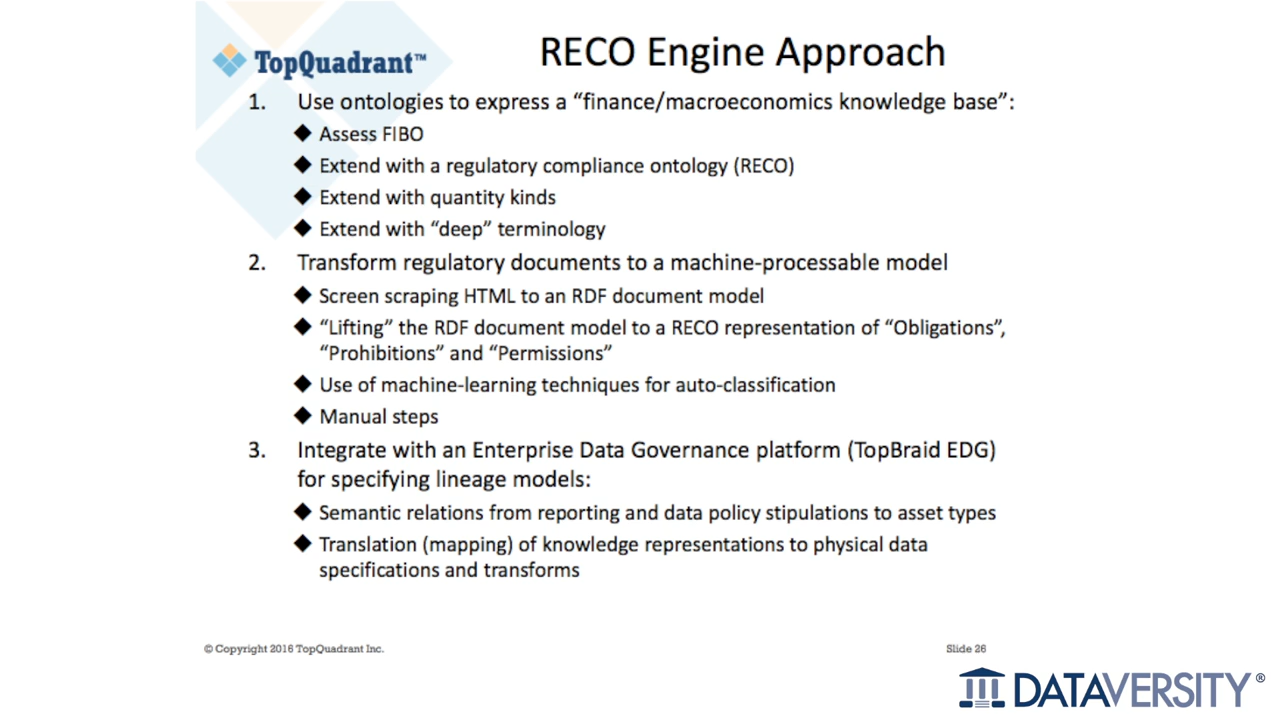 TopQuadrant™
RECO Engine Approach
1. Use ontologies to express a “finance/macroeconomics knowledge base”:
◆ Assess FIBO
◆ Extend with a regulatory compliance ontology (RECO)
◆ Extend with quantity kinds
◆ Extend with “deep” terminology
2. Transform regulatory documents to a machine-processable model
◆ Screen scraping HTML to an RDF document model
◆ “Lifting” the RDF document model to a RECO representation of “Obligations”,
“Prohibitions” and “Permissions”
◆ Use of machine-learning techniques for auto-classification
◆ Manual steps
3. Integrate with an Enterprise Data Governance platform (TopBraid EDG)
for specifying lineage models:
◆ Semantic relations from reporting and data policy stipulations to asset types
◆ Translation (mapping) of knowledge representations to physical data
specifications and transforms
© Copyright 2016 TopQuadrant Inc.
Slide 26
DATAVERSITY®